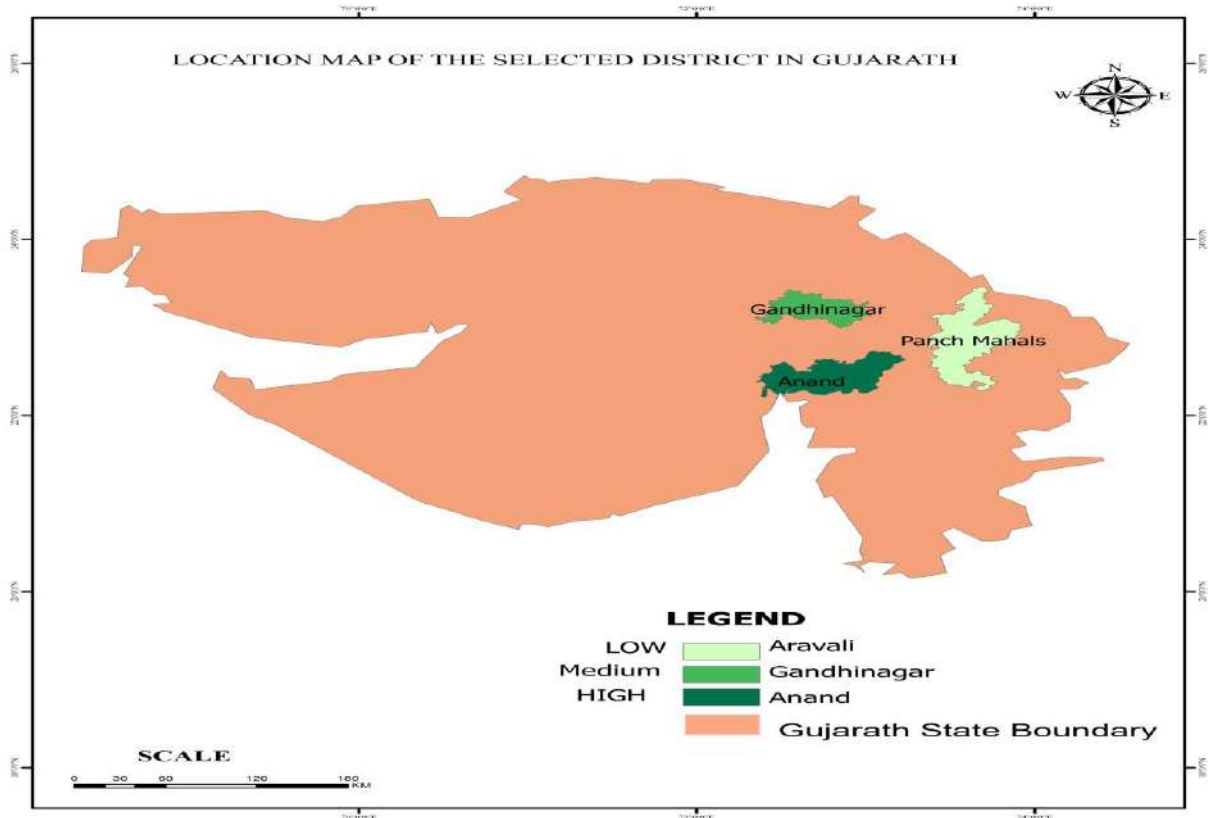 LOCATION MAP OF THE SELECTED DISTRICT IN GUJARATH
N
W E
S
Gandhinagar
Panch Mahals
Anand
LEGEND
LOW Aravali
Medium Gandhinagar
HIGH Anand
Gujarath State Boundary
SCALE
0 30 60 120 180
KM